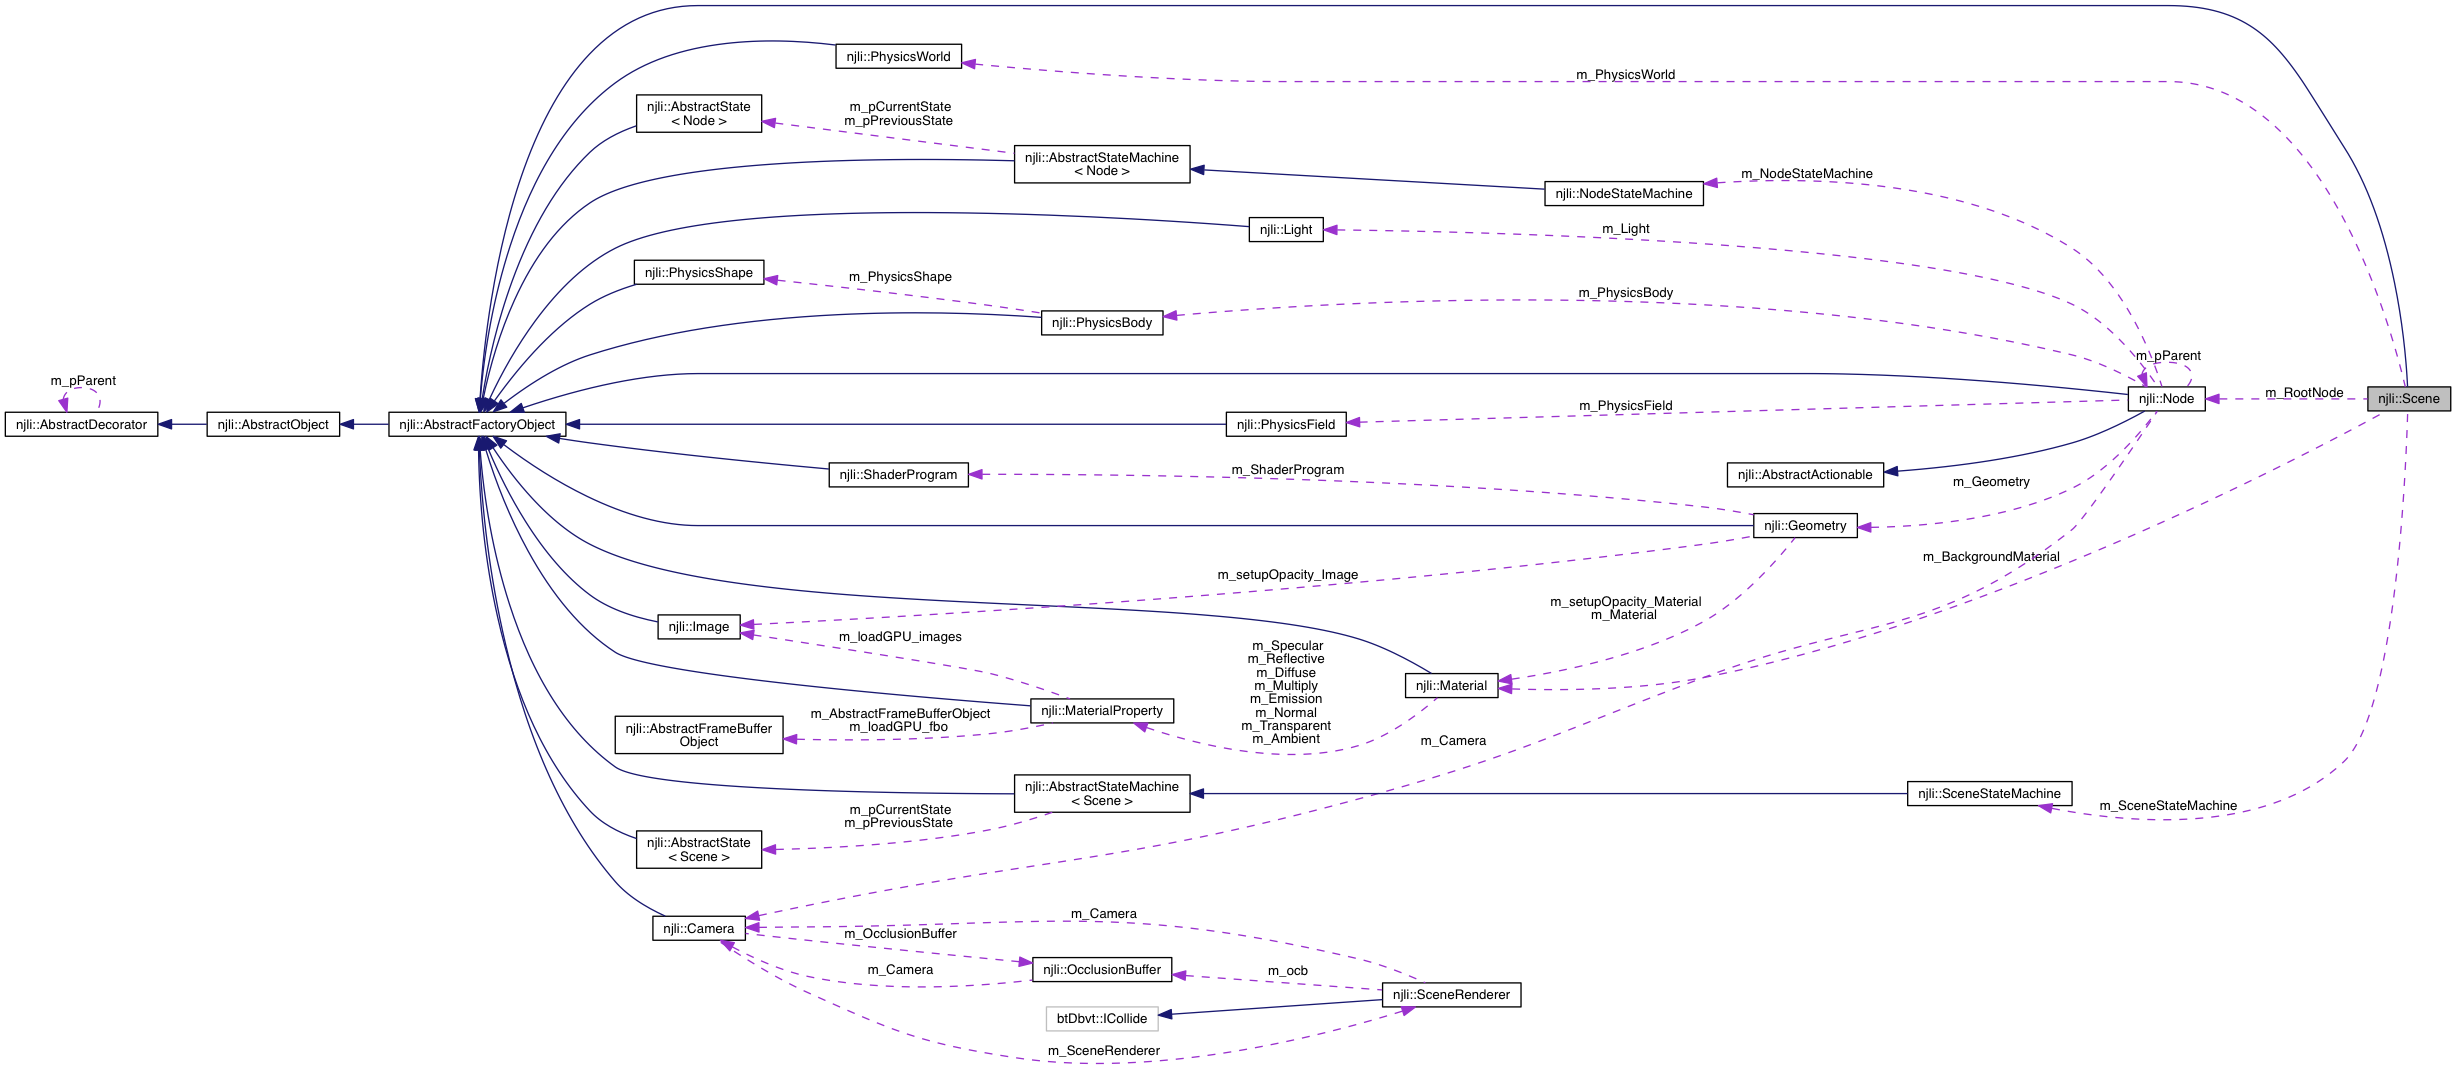 njli::PhysicsWorld
m_PhysicsWorld
njli::AbstractState
< Node >
m_pCurrentState
m_pPreviousState
njli::AbstractStateMachine
< Node >
m_NodeStateMachine
njli::NodeStateMachine
njli::Light
m_Light
njli::PhysicsShape
m_PhysicsShape
m_PhysicsBody
njli::PhysicsBody
m_pParent
m_pParent
njli::AbstractDecorator
njli::AbstractObject
njli::AbstractFactoryObject
njli::PhysicsField
m_PhysicsField
njli::Node
m_RootNode
njli::Scene
njli::ShaderProgram
m_ShaderProgram
njli::AbstractActionable
m_Geometry
njli::Geometry
m_BackgroundMaterial
m_setupOpacity_Image
m_setupOpacity_Material
m_Material
njli::Image
m_loadGPU_images
m_Specular
m_Reflective
m_Diffuse
m_Multiply
m_Emission
m_Normal
m_Transparent
m_Ambient
njli::Material
njli::MaterialProperty
m_AbstractFrameBufferObject
m_loadGPU_fbo
njli::AbstractFrameBuffer
Object
m_Camera
njli::AbstractStateMachine
< Scene >
njli::SceneStateMachine
m_SceneStateMachine
m_pCurrentState
m_pPreviousState
njli::AbstractState
< Scene >
njli::Camera
m_Camera
m_OcclusionBuffer
m_Camera
njli::OcclusionBuffer
m_ocb
njli::SceneRenderer
btDbvt::ICollide
m_SceneRenderer